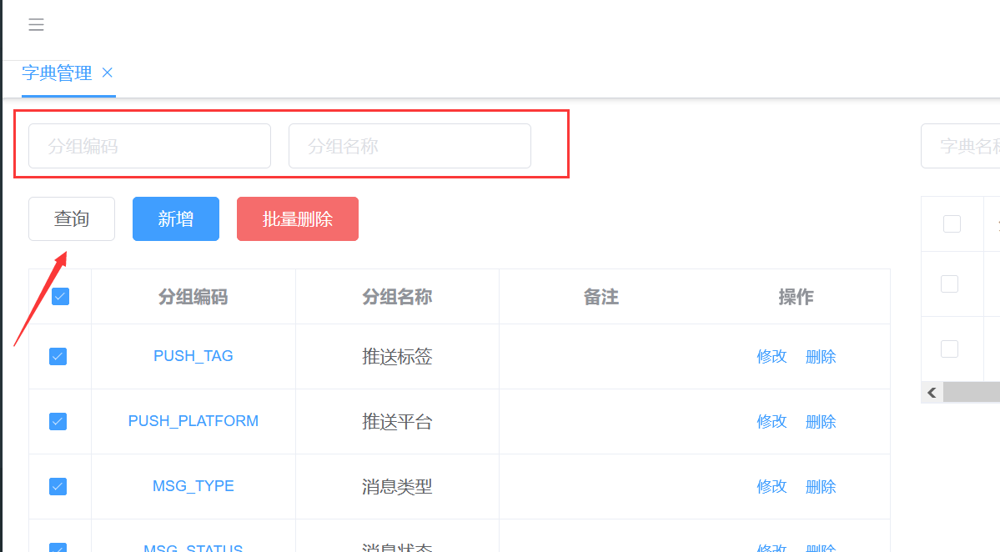 字典管理
分组编码 分组名称
字典名称
查询 新增 批量删除
分组编码 分组名称 备注 操作
PUSH_TAG 推送标签 修改 删除
PUSH_PLATFORM 推送平台 修改 删除
MSG_TYPE 消息类型 修改 删除
MSG_STATUS 消息状态 修改 删除